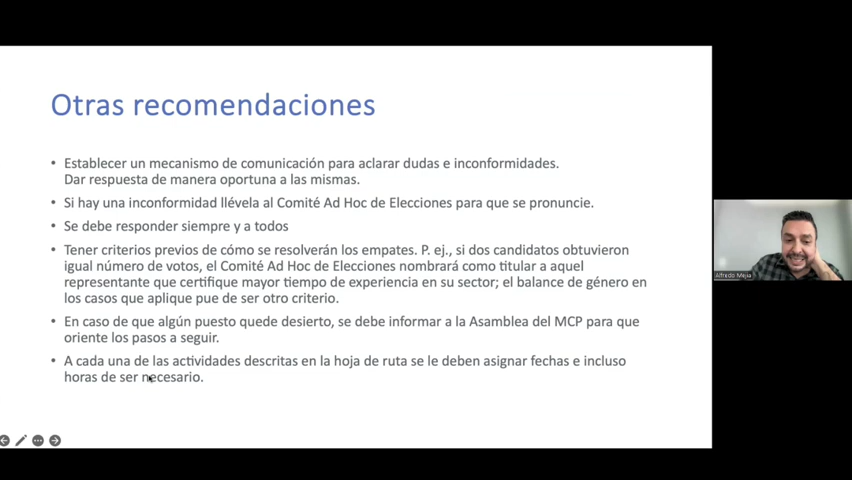 Otras recomendaciones
• Establecer un mecanismo de comunicación para aclarar dudas e inconformidades.
Dar respuesta de manera oportuna a las mismas.
• Si hay una inconformidad llévela al Comité Ad Hoc de Elecciones para que se pronuncie.
• Se debe responder siempre y a todos
• Tener criterios previos de cómo se resolverán los empates. P. ej., si dos candidatos obtuvieron
igual número de votos, el Comité Ad Hoc de Elecciones nombrará como titular a aquel
representante que certifique mayor tiempo de experiencia en su sector; el balance de género en
los casos que aplique pue de ser otro criterio.
• En caso de que algún puesto quede desierto, se debe informar a la Asamblea del MCP para que
oriente los pasos a seguir.
• A cada una de las actividades descritas en la hoja de ruta se le deben asignar fechas e incluso
horas de ser necesario.
Alfredo Mejia